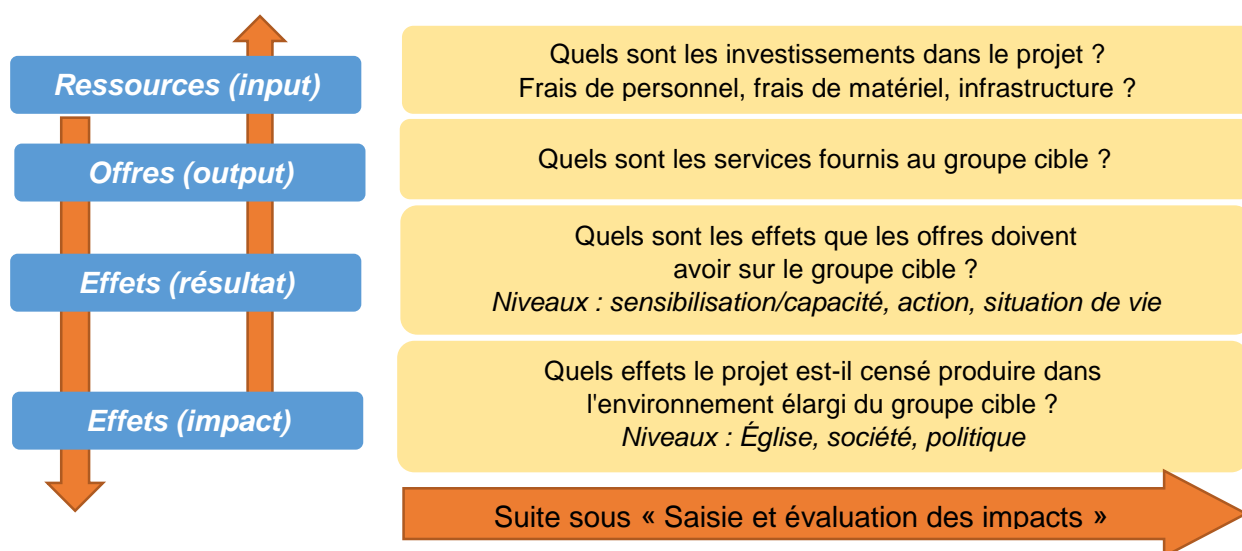 Ressources (input)
Quels sont les investissements dans le projet ?
Frais de personnel, frais de matériel, infrastructure ?
Offres (output)
Quels sont les services fournis au groupe cible ?
Effets (résultat)
Quels sont les effets que les offres doivent
avoir sur le groupe cible ?
Niveaux : sensibilisation/capacité, action, situation de vie
Effets (impact)
Quels effets le projet est-il censé produire dans
l'environnement élargi du groupe cible ?
Niveaux : Église, société, politique
Suite sous « Saisie et évaluation des impacts »